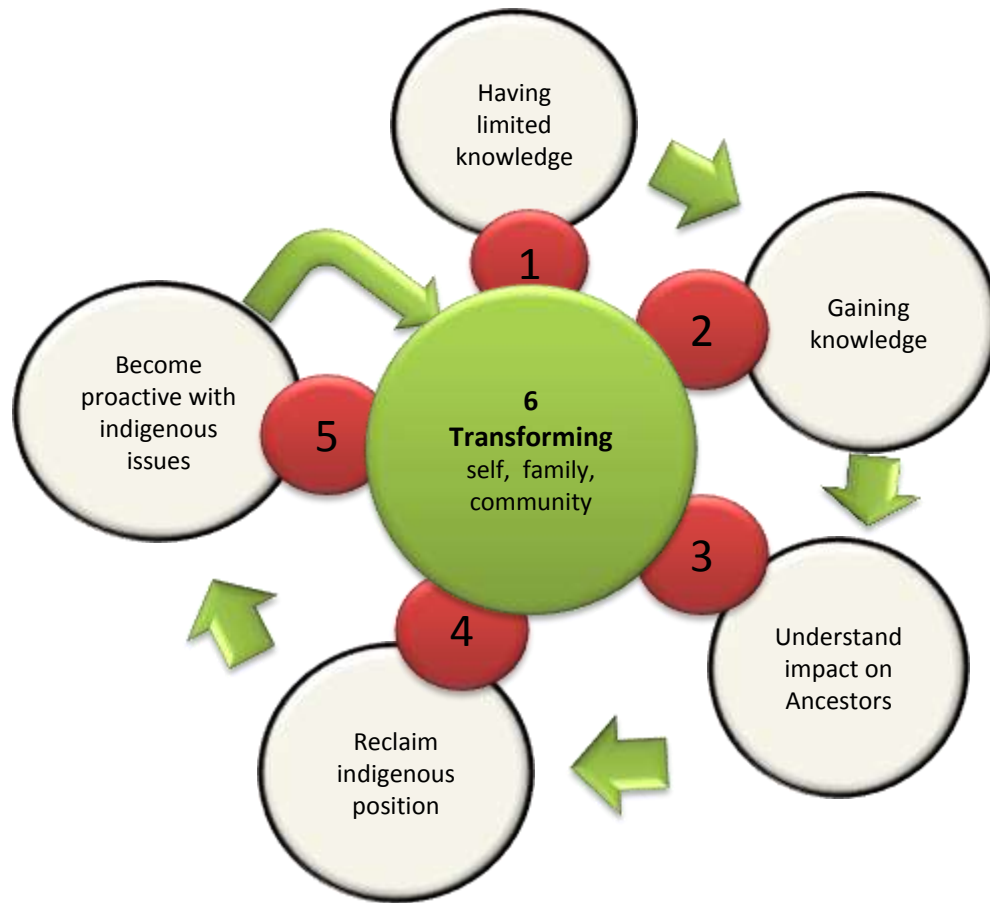 Having
limited
knowledge
1
Gaining
knowledge
2
Understand
impact on
Ancestors
3
Reclaim
indigenous
position
4
Become
proactive with
indigenous
issues
5
6
Transforming
self, family,
community